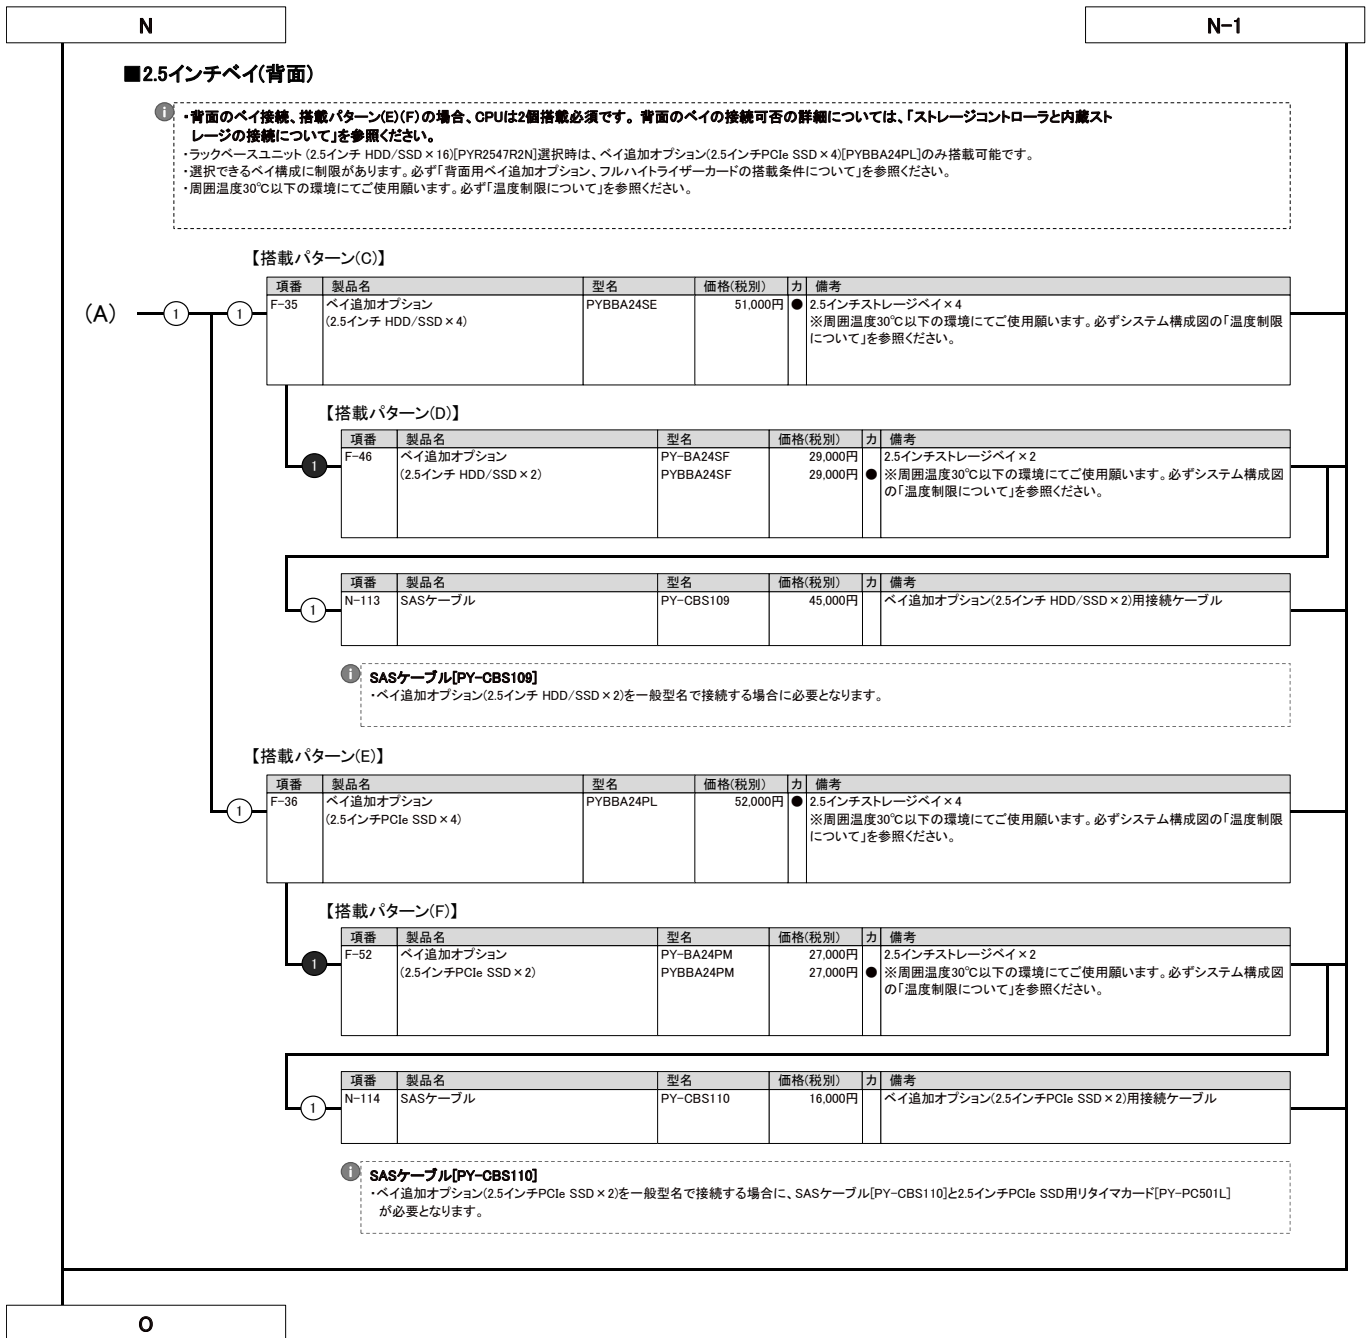 N
N-1
■2.5インチベイ(背面)
・背面のベイ接続、搭載パターン(E)(F)の場合、CPUは2個搭載必須です。背面のベイの接続可否の詳細については、「ストレージコントローラと内蔵スト
レージの接続について」を参照ください。
・ラックベースユニット (2.5インチ HDD/SSD×16)[PYR2547R2N]選択時は、ベイ追加オプション(2.5インチPCIe SSD×4)[PYBBA24PL]のみ搭載可能です。
・選択できるベイ構成に制限があります。必ず「背面用ベイ追加オプション、フルハイトライザーカードの搭載条件について」を参照ください。
・周囲温度30℃以下の環境にてご使用願います。必ず「温度制限について」を参照ください。
【搭載パターン(C)】
項番 製品名 型名 価格(税別) カ 備考
(A) 1 1 F-35 ベイ追加オプション PYBBA24SE 51,000円 ● 2.5インチストレージベイ×4
(2.5インチ HDD/SSD×4) ※周囲温度30℃以下の環境にてご使用願います。必ずシステム構成図の「温度制限
について」を参照ください。
【搭載パターン(D)】
項番 製品名 型名 価格(税別) カ 備考
1 F-46 ベイ追加オプション PY-BA24SF 29,000円 2.5インチストレージベイ×2
(2.5インチ HDD/SSD×2) PYBBA24SF 29,000円 ● ※周囲温度30℃以下の環境にてご使用願います。必ずシステム構成図
の「温度制限について」を参照ください。
項番 製品名 型名 価格(税別) カ 備考
1 N-113 SASケーブル PY-CBS109 45,000円 ベイ追加オプション(2.5インチ HDD/SSD×2)用接続ケーブル
SASケーブル[PY-CBS109]
・ベイ追加オプション(2.5インチ HDD/SSD×2)を一般型名で接続する場合に必要となります。
【搭載パターン(E)】
項番 製品名 型名 価格(税別) カ 備考
1 F-36 ベイ追加オプション PYBBA24PL 52,000円 ● 2.5インチストレージベイ×4
(2.5インチPCIe SSD×4) ※周囲温度30℃以下の環境にてご使用願います。必ずシステム構成図の「温度制限
について」を参照ください。
【搭載パターン(F)】
項番 製品名 型名 価格(税別) カ 備考
1 F-52 ベイ追加オプション PY-BA24PM 27,000円 2.5インチストレージベイ×2
(2.5インチPCIe SSD×2) PYBBA24PM 27,000円 ● ※周囲温度30℃以下の環境にてご使用願います。必ずシステム構成図
の「温度制限について」を参照ください。
項番 製品名 型名 価格(税別) カ 備考
1 N-114 SASケーブル PY-CBS110 16,000円 ベイ追加オプション(2.5インチPCIe SSD×2)用接続ケーブル
SASケーブル[PY-CBS110]
・ベイ追加オプション(2.5インチPCIe SSD×2)を一般型名で接続する場合に、SASケーブル[PY-CBS110]と2.5インチPCIe SSD用リタイマカード[PY-PC501L]
が必要となります。
O